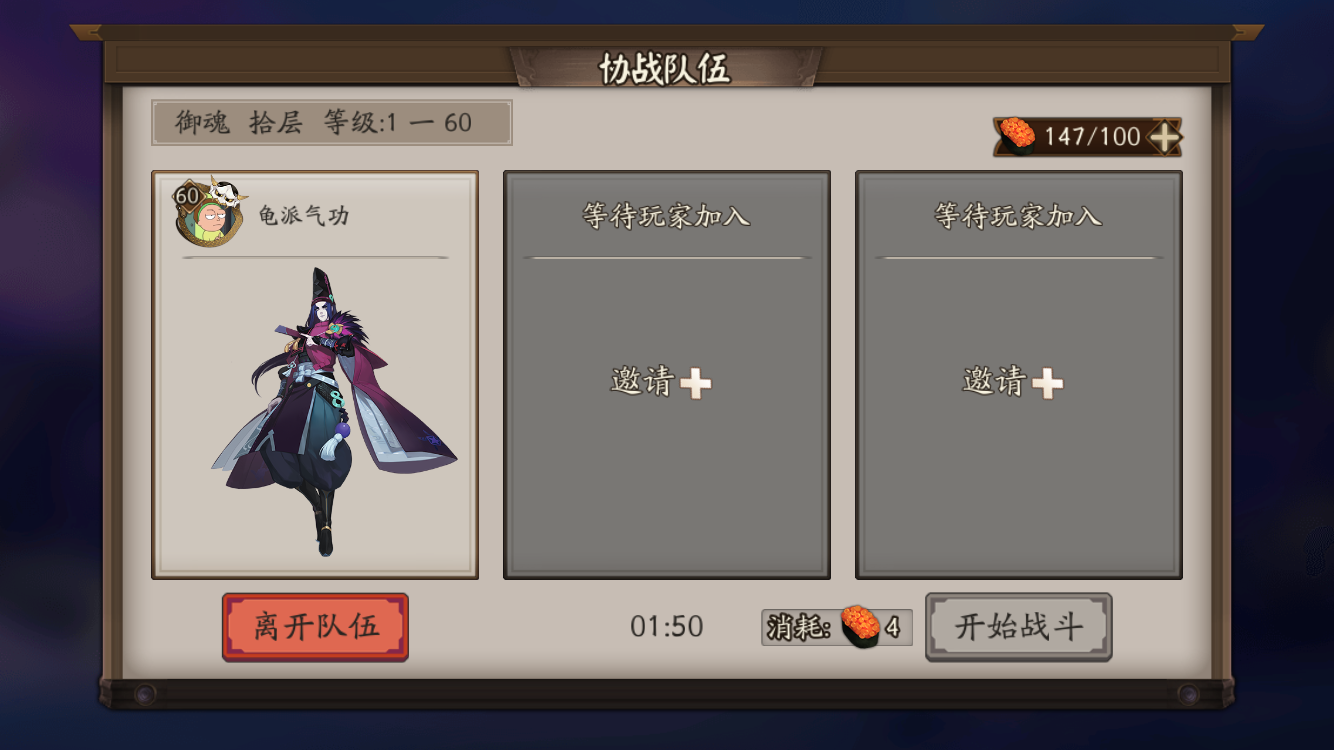 协战队伍
御魂 拾层 等级:1 一 60
147/100
60
龟派气功
等待玩家加入
等待玩家加入
邀请
邀请
离开队伍
01:50
消耗: 4
开始战斗